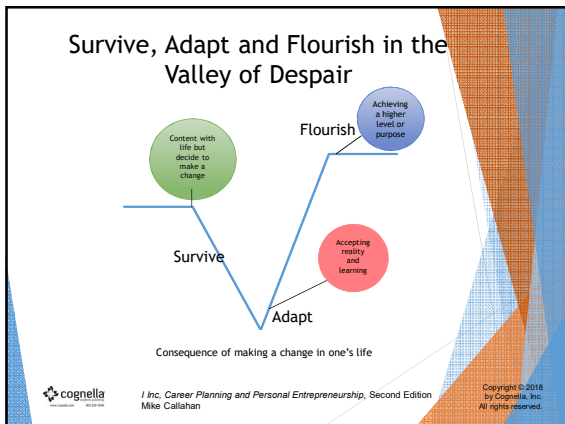 Survive, Adapt and Flourish in the
Valley of Despair
Achieving
a higher
level or
purpose
Flourish
Content with
life but
decide to
make a
change
Survive
Accepting
reality
and
learning
Adapt
Consequence of making a change in one's life
cognella
I Inc, Career Planning and Personal Entrepreneurship, Second Edition
Mike Callahan
Copyright © 2018
by Cognella, Inc.
All rights reserved.